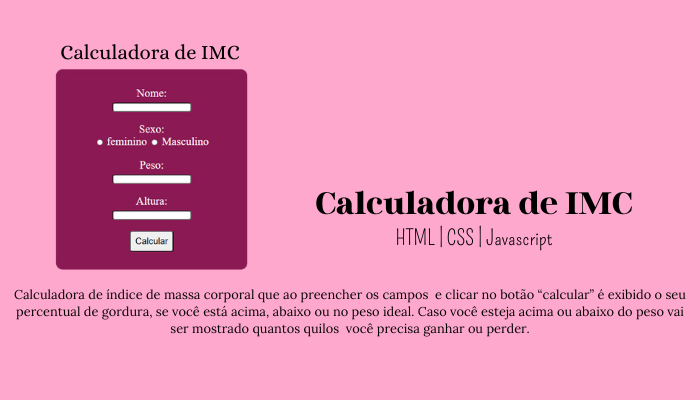 Calculadora de IMC
Nome:
Sexo:
feminino Masculino
Peso:
Altura:
Calcular
Calculadora de IMC
HTML | CSS | Javascript
Calculadora de índice de massa corporal que ao preencher os campos e clicar no botão “calcular” é exibido o seu
percentual de gordura, se você está acima, abaixo ou no peso ideal. Caso você esteja acima ou abaixo do peso vai
ser mostrado quantos quilos você precisa ganhar ou perder.